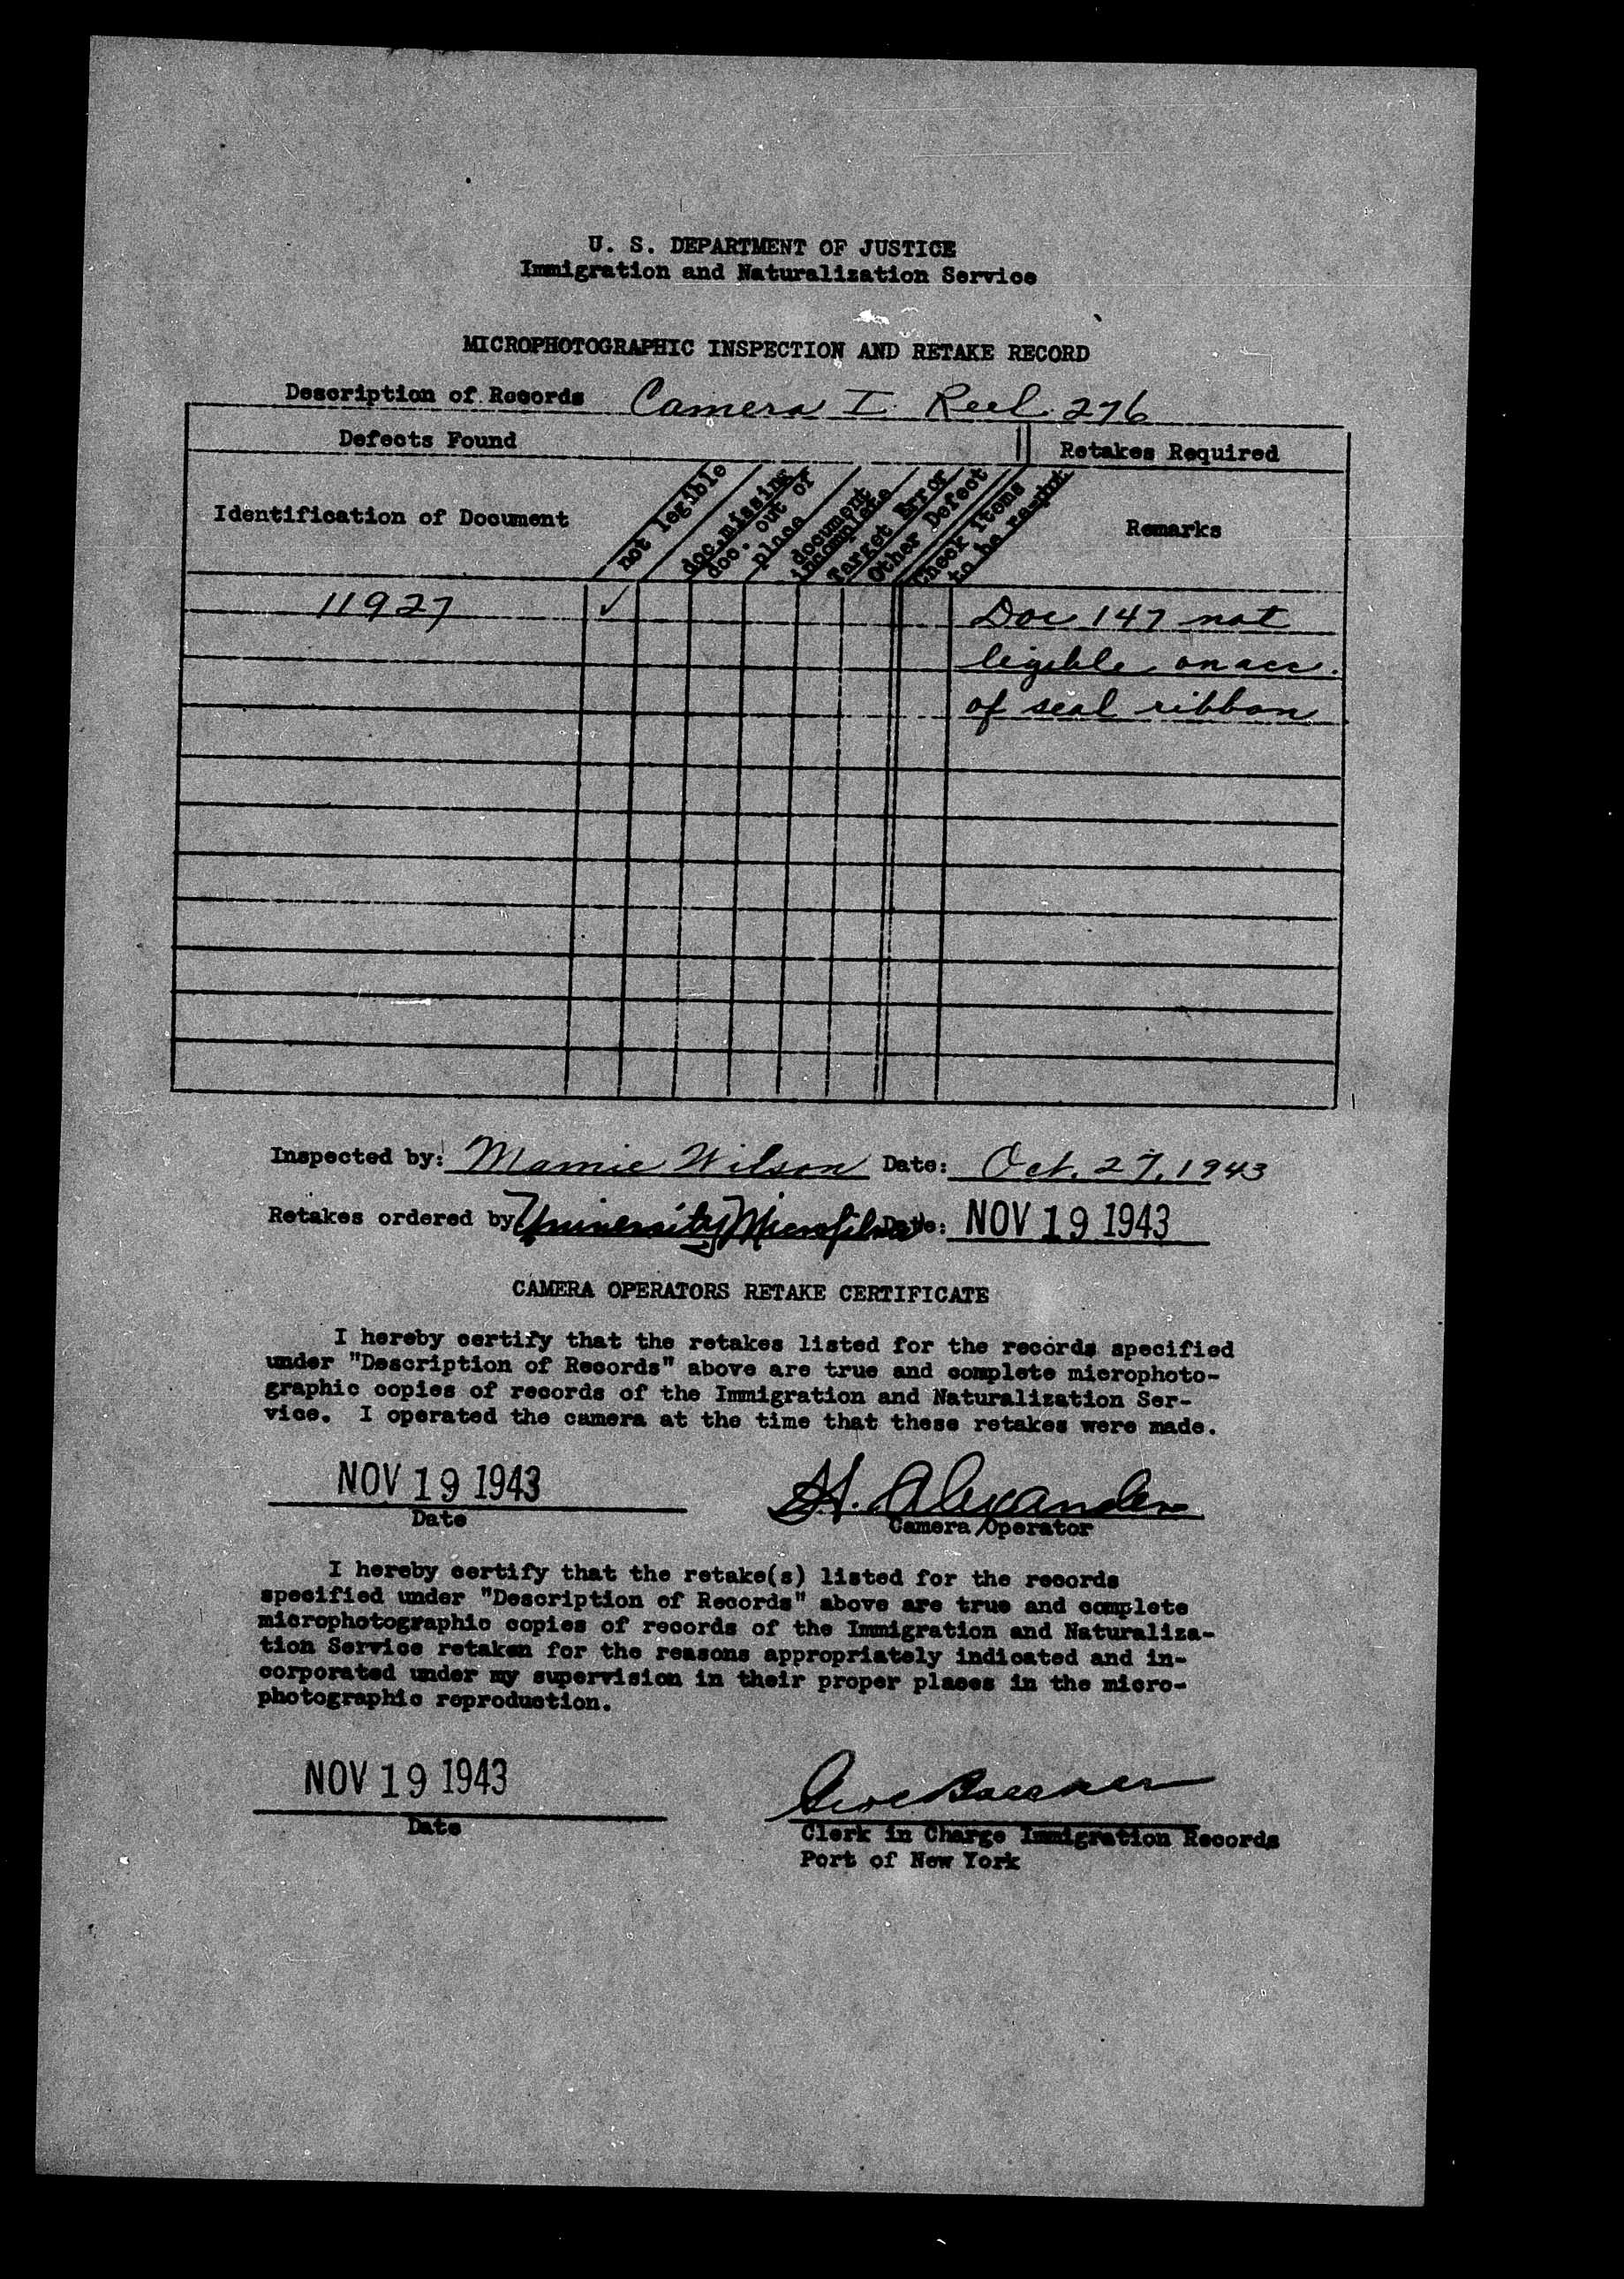 U. S. DEPARTMENT OF JUSTICE
Immigration and Naturalization Service
MICROPHOTOGRAPHIC INSPECTION AND RETAKE RECORD
Description of Records Camera I Reel 276
Defects Found
Retakes Required
Identification of Document
not legible
doc. missing
doc. out of
place
document
incomplete
Target Error
Other Defect
Check items
to be re-pht
Remarks
11927 ✓ Doc 147 not
legible on acc.
of seal ribbon
Inspected by: Mamie Wilson Date: Oct. 27, 1943
Retakes ordered by University Microfilms Date: NOV 19 1943
CAMERA OPERATORS RETAKE CERTIFICATE
I hereby certify that the retakes listed for the records specified
under "Description of Records" above are true and complete microphoto-
graphic copies of records of the Immigration and Naturalization Ser-
vice. I operated the camera at the time that these retakes were made.
NOV 19 1943 H. Alexander
Date Camera Operator
I hereby certify that the retake(s) listed for the records
specified under "Description of Records" above are true and complete
microphotographic copies of records of the Immigration and Naturaliza-
tion Service retaken for the reasons appropriately indicated and in-
corporated under my supervision in their proper places in the micro-
photographic reproduction.
NOV 19 1943
Date
Clerk in Charge Immigration Records
Port of New York